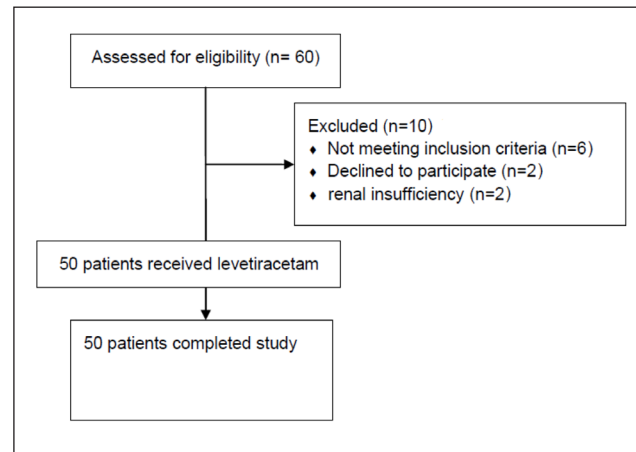 Assessed for eligibility (n= 60)
Excluded (n=10)
♦ Not meeting inclusion criteria (n=6)
♦ Declined to participate (n=2)
♦ renal insufficiency (n=2)
50 patients received levetiracetam
50 patients completed study